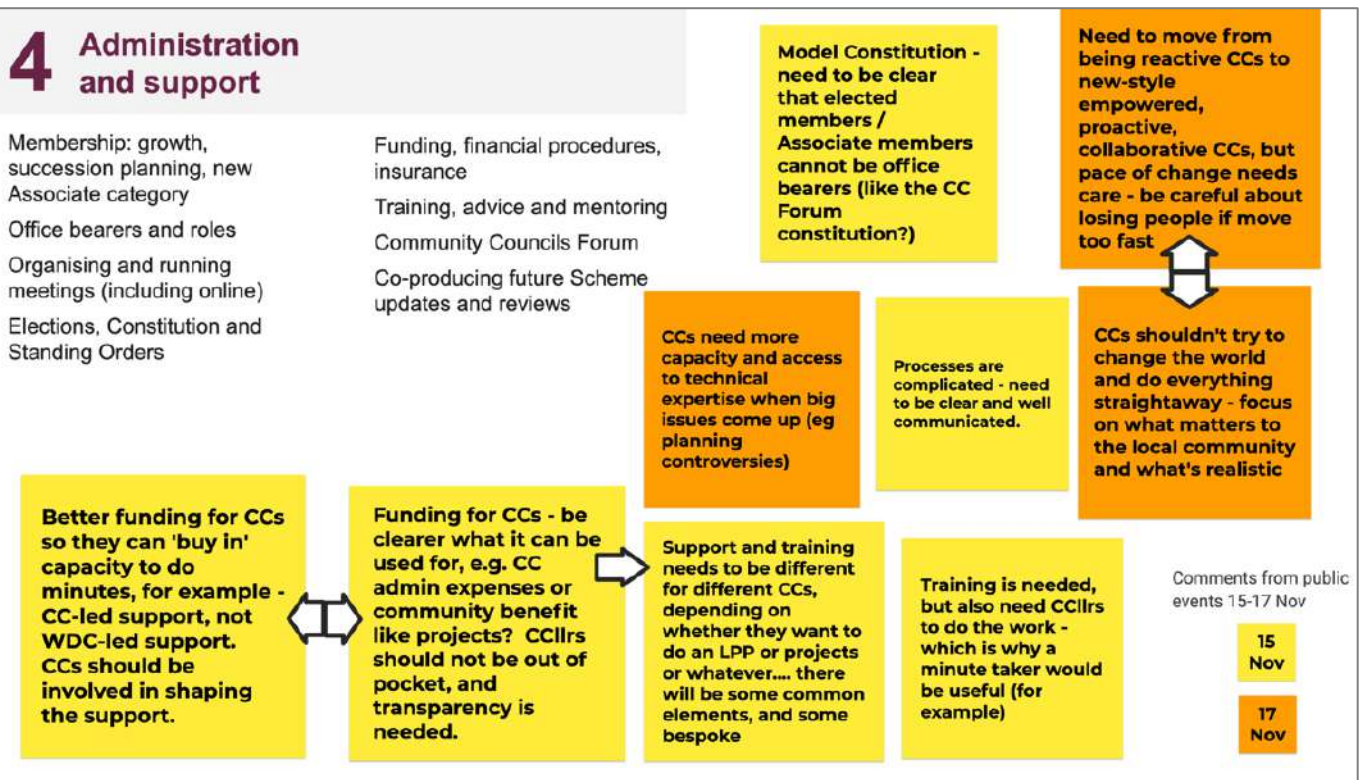 4 Administration
and support
Membership: growth,
succession planning, new
Associate category
Office bearers and roles
Organising and running
meetings (including online)
Elections, Constitution and
Standing Orders
Funding, financial procedures,
insurance
Training, advice and mentoring
Community Councils Forum
Co-producing future Scheme
updates and reviews
Model Constitution -
need to be clear
that elected
members /
Associate members
cannot be office
bearers (like the CC
Forum
constitution?)
Need to move from
being reactive CCs to
new-style
empowered,
proactive,
collaborative CCs, but
pace of change needs
care - be careful about
losing people if move
too fast
CCs need more
capacity and access
to technical
expertise when big
issues come up (eg
planning
controversies)
Processes are
complicated - need
to be clear and well
communicated.
CCs shouldn't try to
change the world
and do everything
straightaway - focus
on what matters to
the local community
and what's realistic
Better funding for CCs
so they can 'buy in'
capacity to do
minutes, for example -
CC-led support, not
WDC-led support.
CCs should be
involved in shaping
the support.
Funding for CCs - be
clearer what it can be
used for, e.g. CC
admin expenses or
community benefit
like projects? CCllrs
should not be out of
pocket, and
transparency is
needed.
Support and training
needs to be different
for different CCs,
depending on
whether they want to
do an LPP or projects
or whatever.... there
will be some common
elements, and some
bespoke
Training is needed,
but also need CCllrs
to do the work -
which is why a
minute taker would
be useful (for
example)
Comments from public
events 15-17 Nov
15
Nov
17
Nov